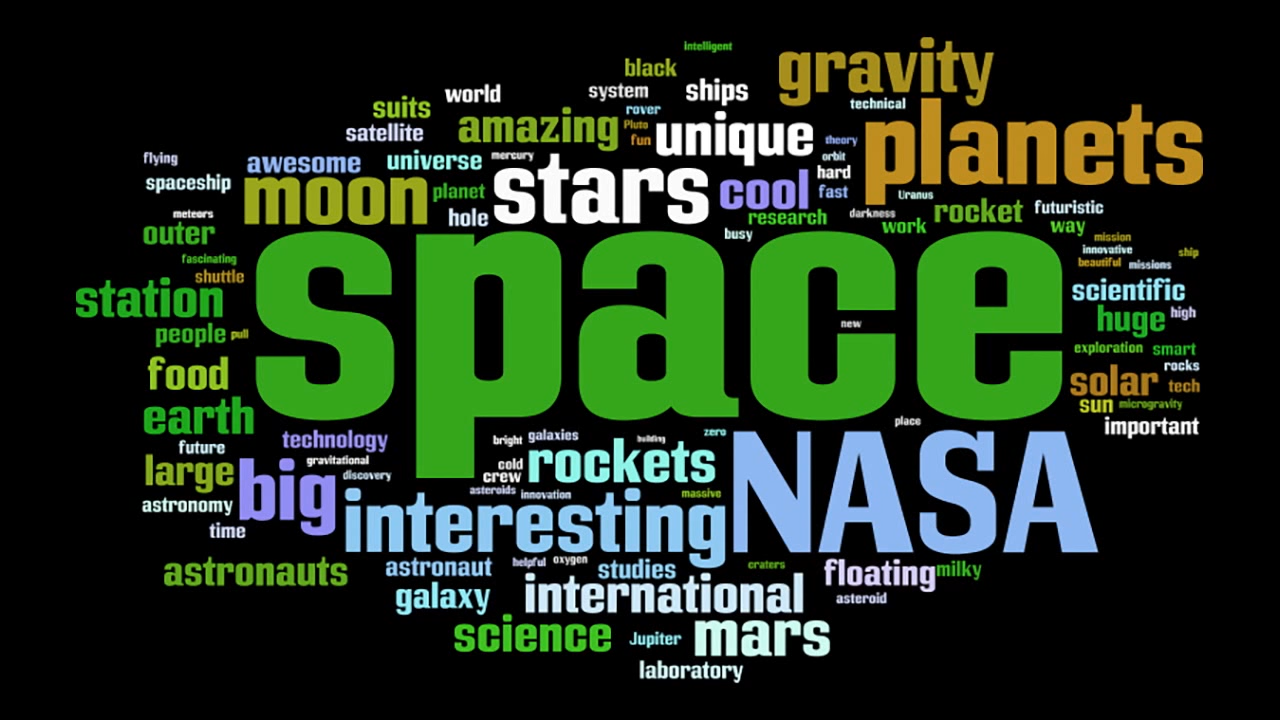 intelligent
gravity
black
world
system
ships
suits
rover
technical
amazing
Pluto
planets
satellite
fun
unique
theory
flying
awesome
universe
mercury
orbit
hard
spaceship
moon
planet
stars
cool
fast
Uranus
meteors
hole
research
darkness
rocket
futuristic
outer
busy
work
way
space
mission
fascinating
innovative
ship
shuttle
beautiful
missions
station
scientific
people
pull
new
huge
high
food
exploration
smart
rocks
earth
solar
tech
sun
microgravity
place
important
future
technology
bright
galaxies
building
zero
NASA
large
gravitational
cold
rockets
big
discovery
crew
astronomy
asteroids
innovation
massive
time
interesting
astronauts
astronaut
helpful
oxygen
studies
craters
floating
milky
galaxy
international
asteroid
science
Jupiter
mars
laboratory